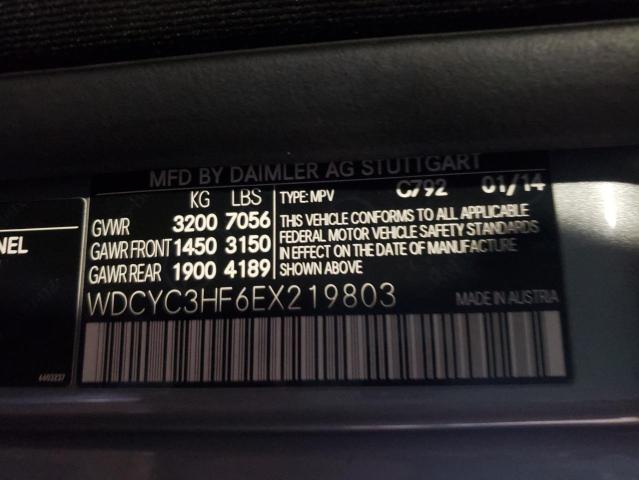 MFD BY DAIMLER AG STUTTGART
KG LBS TYPE: MPV C792 01/14
GVWR 3200 7056
GAWR FRONT 1450 3150
GAWR REAR 1900 4189
THIS VEHICLE CONFORMS TO ALL APPLICABLE
FEDERAL MOTOR VEHICLE SAFETY STANDARDS
IN EFFECT ON THE DATE OF MANUFACTURE
SHOWN ABOVE
WDCYC3HF6EX219803 MADE IN AUSTRIA
NEL
6603237